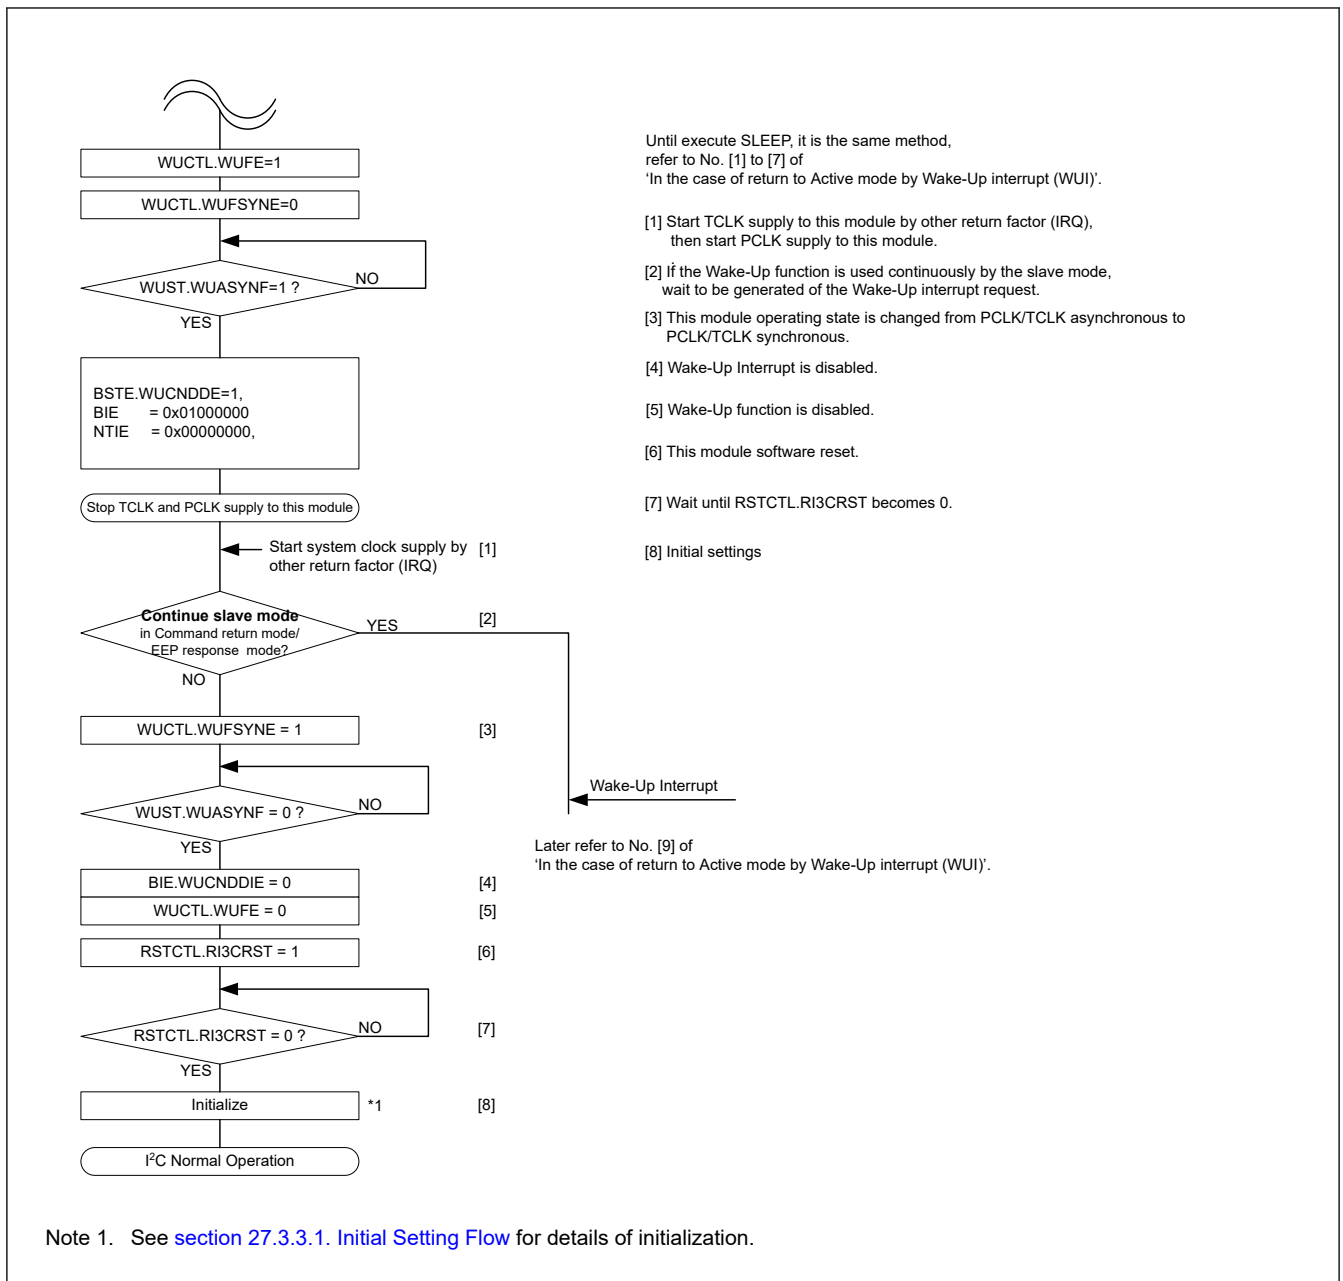 WUCTL.WUFE=1
WUCTL.WUFSYNE=0
WUST.WUASYNF=1 ?
NO
YES
BSTE.WUCNDDE=1,
BIE = 0x01000000
NTIE = 0x00000000,
Stop TCLK and PCLK supply to this module
Start system clock supply by [1]
other return factor (IRQ)
Continue slave mode
in Command return mode/
EEP response mode?
YES
[2]
NO
WUCTL.WUFSYNE = 1
[3]
WUST.WUASYNF = 0 ?
NO
YES
BIE.WUCNDDIE = 0
[4]
WUCTL.WUFE = 0
[5]
RSTCTL.RI3CRST = 1
[6]
RSTCTL.RI3CRST = 0 ?
NO
[7]
YES
Initialize
*1
[8]
I²C Normal Operation
Until execute SLEEP, it is the same method,
refer to No. [1] to [7] of
‘In the case of return to Active mode by Wake-Up interrupt (WUI)’.
[1] Start TCLK supply to this module by other return factor (IRQ),
then start PCLK supply to this module.
[2] If the Wake-Up function is used continuously by the slave mode,
wait to be generated of the Wake-Up interrupt request.
[3] This module operating state is changed from PCLK/TCLK asynchronous to
PCLK/TCLK synchronous.
[4] Wake-Up Interrupt is disabled.
[5] Wake-Up function is disabled.
[6] This module software reset.
[7] Wait until RSTCTL.RI3CRST becomes 0.
[8] Initial settings
Wake-Up Interrupt
Later refer to No. [9] of
‘In the case of return to Active mode by Wake-Up interrupt (WUI)’.
Note 1. See section 27.3.3.1. Initial Setting Flow for details of initialization.